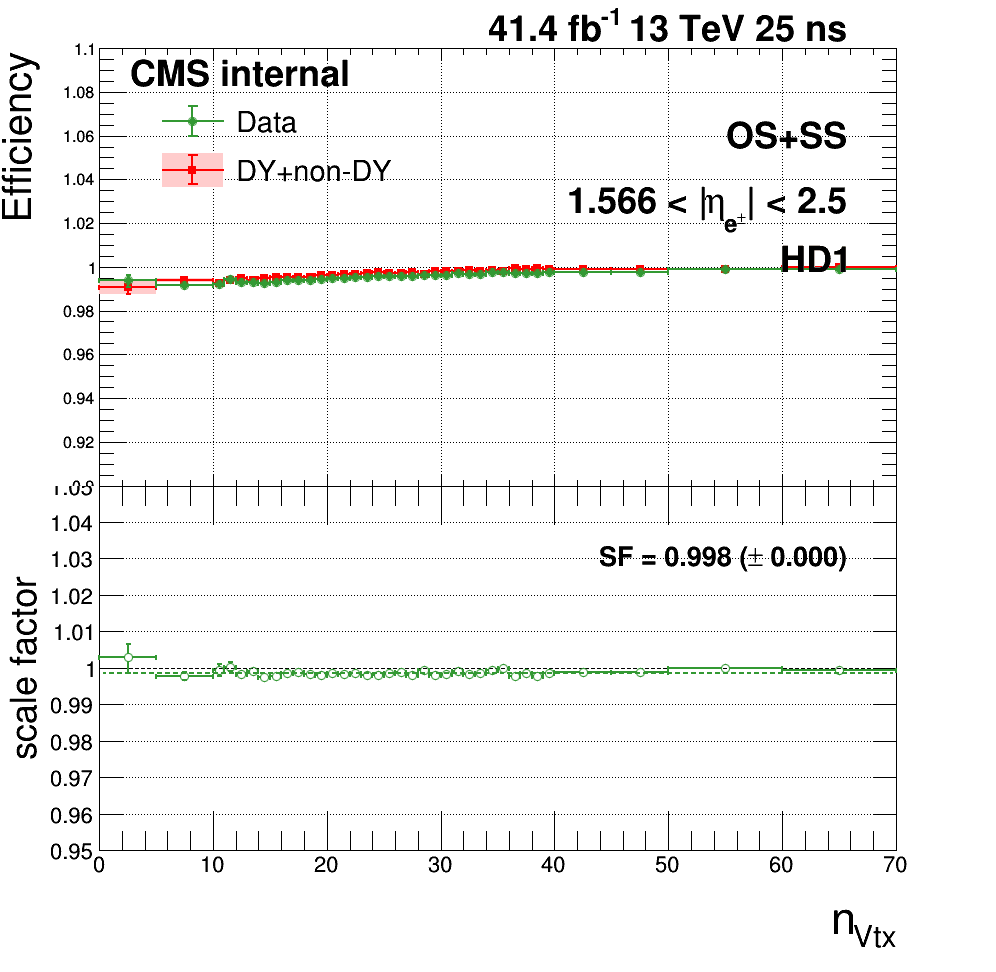 41.4 fb⁻¹ 13 TeV 25 ns
Efficiency
1.1
1.08
1.06
1.04
1.02
1
0.98
0.96
0.94
0.92
CMS internal
Data
DY+non-DY
OS+SS
1.566 < |η_e±| < 2.5
HD1
scale factor
1.04
1.03
1.02
1.01
1
0.99
0.98
0.97
0.96
0.95
SF = 0.998 (± 0.000)
0 10 20 30 40 50 60 70
n_Vtx